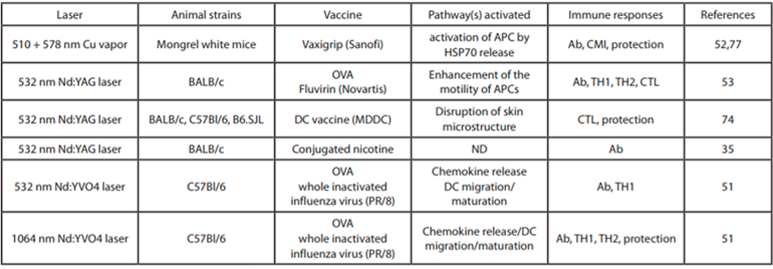 Laser Animal strains Vaccine Pathway(s) activated Immune responses References
510 + 578 nm Cu vapor Mongrel white mice Vaxigrip (Sanofi) activation of APC by HSP70 release Ab, CMI, protection 52,77
532 nm Nd:YAG laser BALB/c OVA Fluvirin (Novartis) Enhancement of the motility of APCs Ab, TH1, TH2, CTL 53
532 nm Nd:YAG laser BALB/c, C57Bl/6, B6.SJL DC vaccine (MDDC) Disruption of skin microstructure CTL, protection 74
532 nm Nd:YAG laser BALB/c Conjugated nicotine ND Ab 35
532 nm Nd:YVO4 laser C57Bl/6 OVA whole inactivated influenza virus (PR/8) Chemokine release DC migration/ maturation Ab, TH1 51
1064 nm Nd:YVO4 laser C57Bl/6 OVA whole inactivated influenza virus (PR/8) Chemokine release/DC migration/maturation Ab, TH1, TH2, protection 51